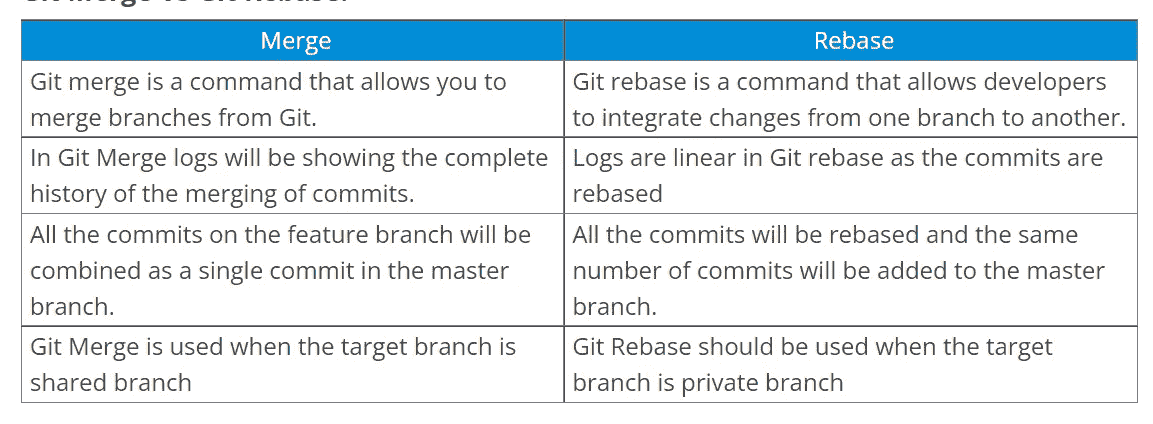 Git Merge vs Git Rebase:
Merge
Rebase
Git merge is a command that allows you to
merge branches from Git.
Git rebase is a command that allows developers
to integrate changes from one branch to another.
In Git Merge logs will be showing the complete
history of the merging of commits.
Logs are linear in Git rebase as the commits are
rebased
All the commits on the feature branch will be
combined as a single commit in the master
branch.
All the commits will be rebased and the same
number of commits will be added to the master
branch.
Git Merge is used when the target branch is
shared branch
Git Rebase should be used when the target
branch is private branch